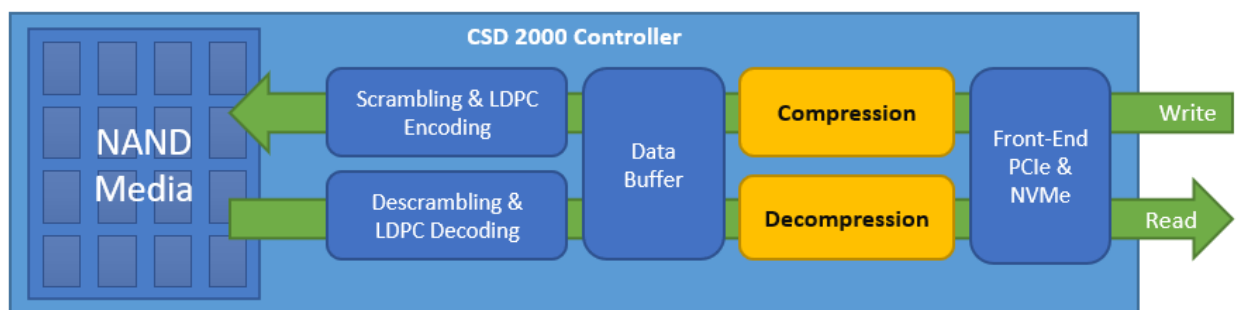 CSD 2000 Controller
NAND
Media
Scrambling & LDPC
Encoding
Descrambling &
LDPC Decoding
Data
Buffer
Compression
Decompression
Front-End
PCIe &
NVMe
Write
Read